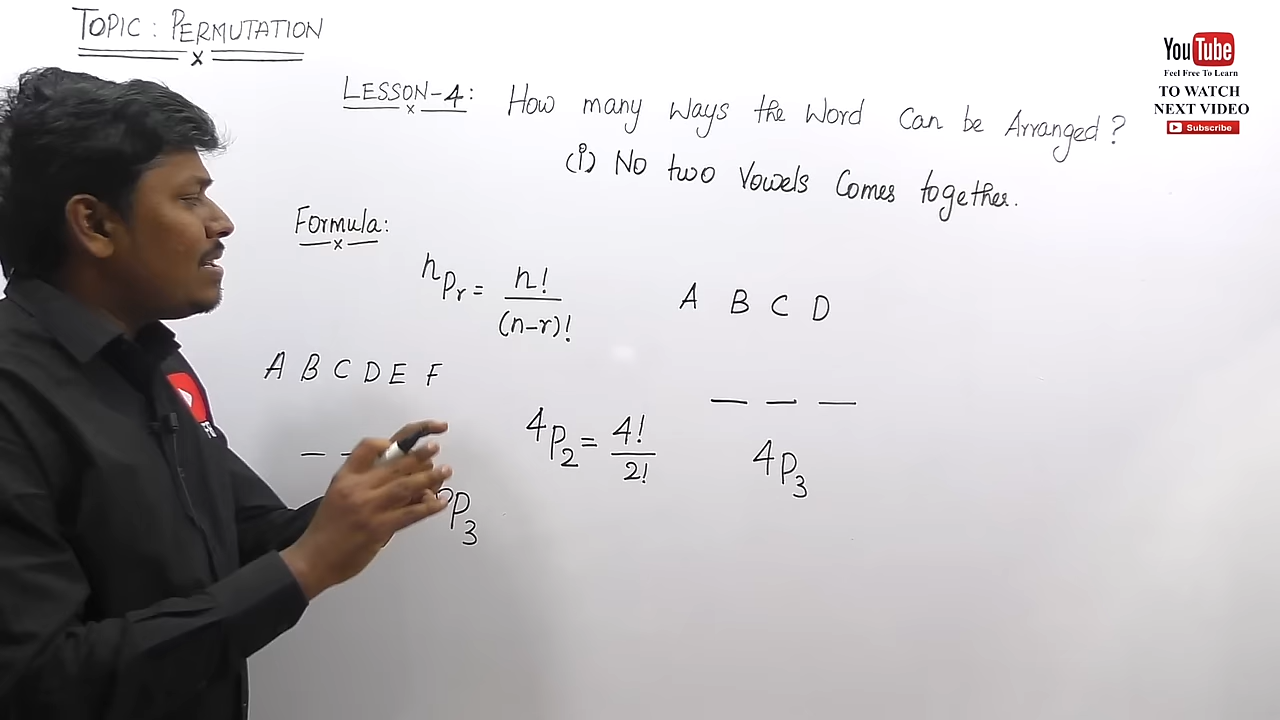 TOPIC : PERMUTATION
x
YouTube
Feel Free To Learn
TO WATCH
NEXT VIDEO
Subscribe
LESSON-4: How many ways the Word Can be Arranged ?
x
(i) No two Vowels Comes together.
Formula:
x
nPr = n! / (n-r)!
A B C D
A B C D E F
_ _ _
4P2 = 4! / 2!
4P3
P3